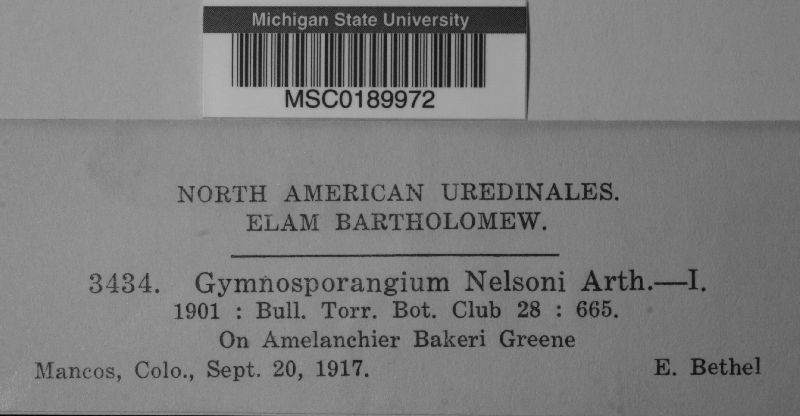 Michigan State University
MSC0189972
NORTH AMERICAN UREDINALES.
ELAM BARTHOLOMEW.
3434. Gymnosporangium Nelsoni Arth.—I.
1901 : Bull. Torr. Bot. Club 28 : 665.
On Amelanchier Bakeri Greene
Mancos, Colo., Sept. 20, 1917. E. Bethel